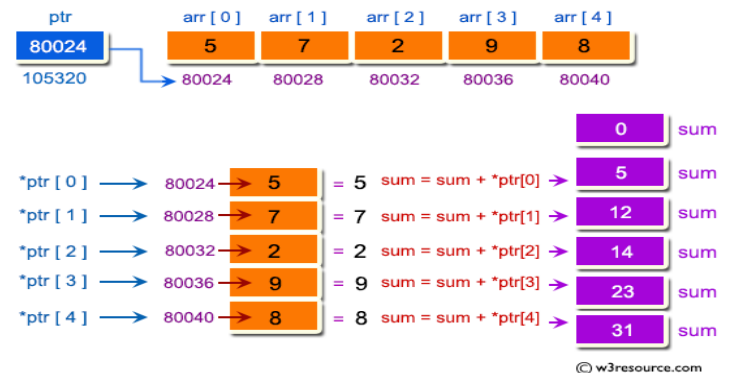 ptr arr [ 0 ] arr [ 1 ] arr [ 2 ] arr [ 3 ] arr [ 4 ]
80024 5 7 2 9 8
105320 80024 80028 80032 80036 80040
0 sum
*ptr [ 0 ] 80024 5 = 5 sum = sum + *ptr[0] 5 sum
*ptr [ 1 ] 80028 7 = 7 sum = sum + *ptr[1] 12 sum
*ptr [ 2 ] 80032 2 = 2 sum = sum + *ptr[2] 14 sum
*ptr [ 3 ] 80036 9 = 9 sum = sum + *ptr[3] 23 sum
*ptr [ 4 ] 80040 8 = 8 sum = sum + *ptr[4] 31 sum
© w3resource.com